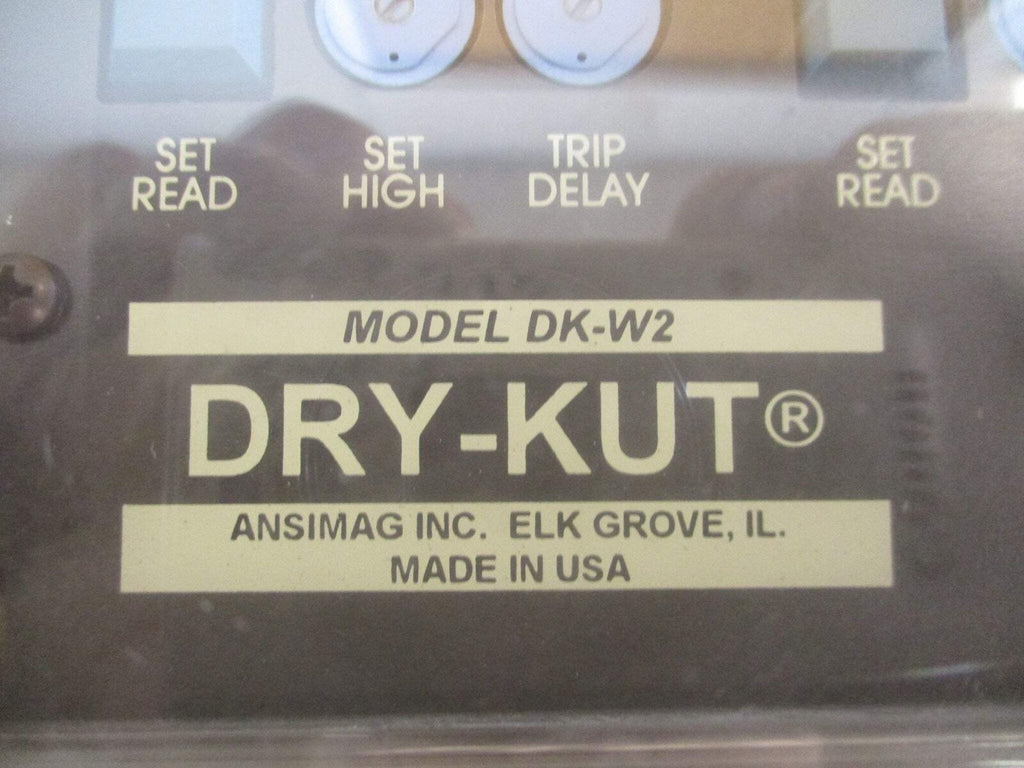 SET READ
SET HIGH
TRIP DELAY
SET READ
MODEL DK-W2
DRY-KUT®
ANSIMAG INC. ELK GROVE, IL.
MADE IN USA